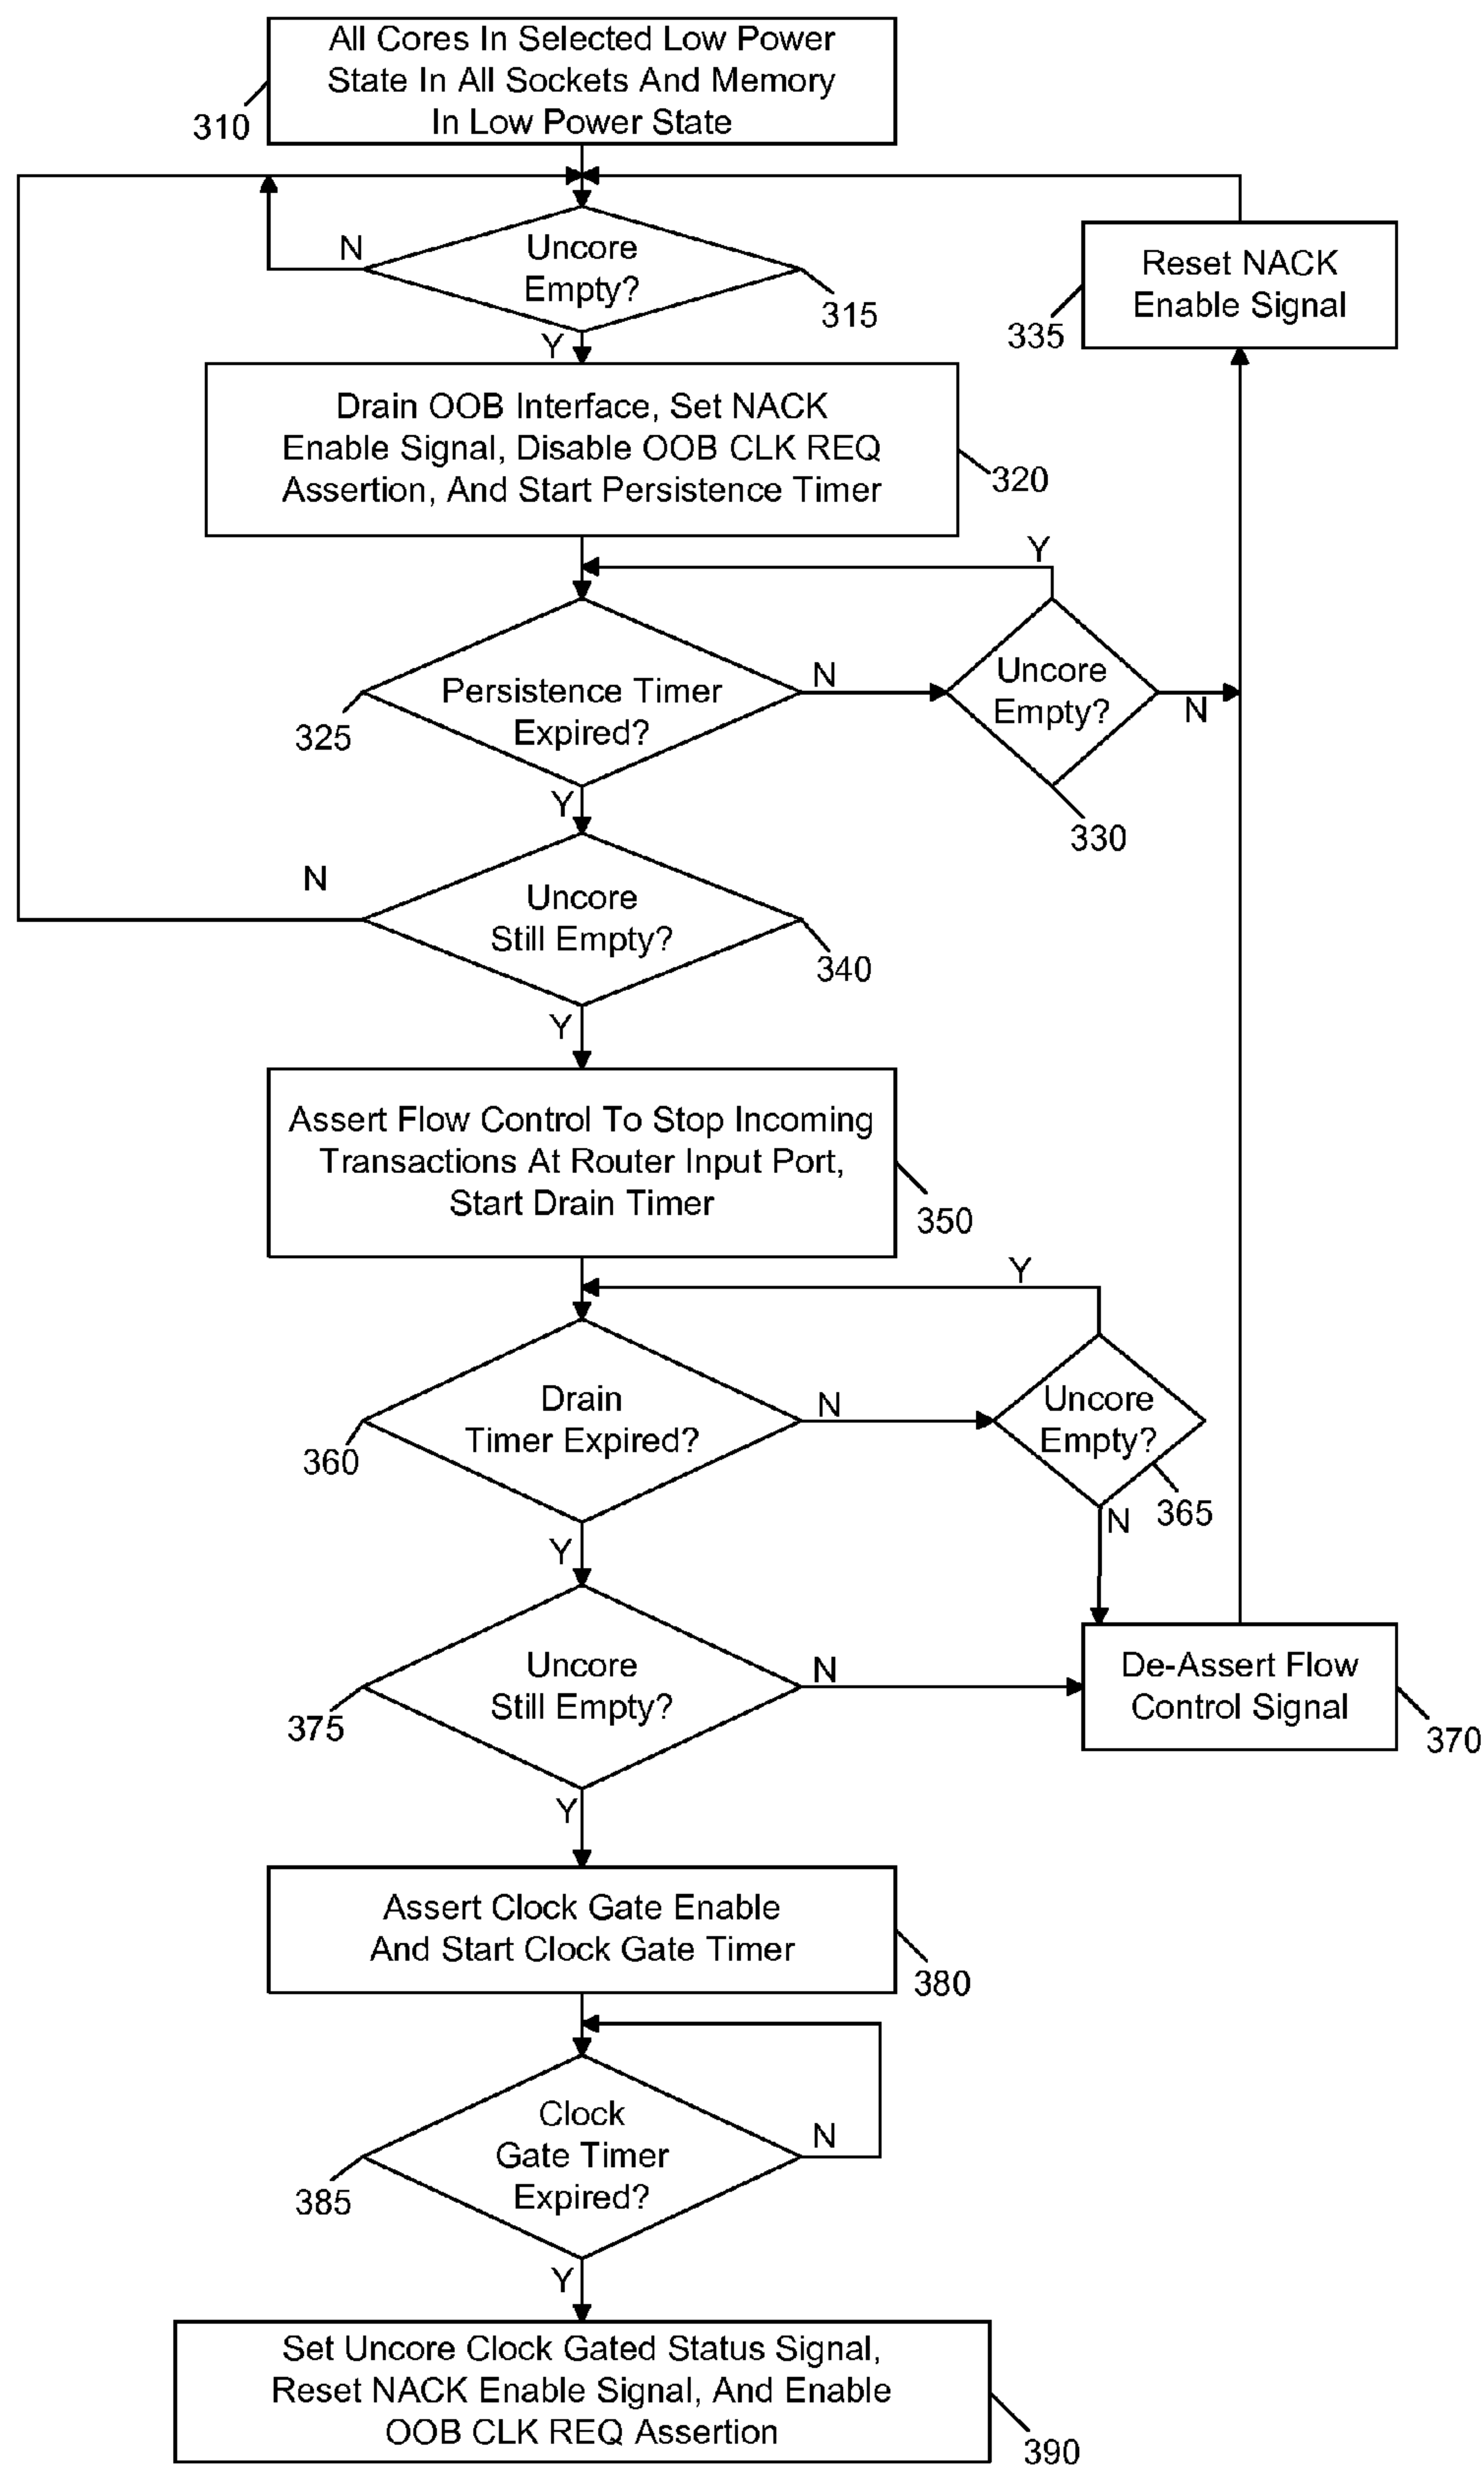 All Cores In Selected Low Power
State In All Sockets And Memory
In Low Power State
310
N
Uncore
Empty?
315
Y
Reset NACK
Enable Signal
335
Drain OOB Interface, Set NACK
Enable Signal, Disable OOB CLK REQ
Assertion, And Start Persistence Timer
320
Y
Persistence Timer
Expired?
325
N
Uncore
Empty?
N
330
Y
N
Uncore
Still Empty?
340
Y
Assert Flow Control To Stop Incoming
Transactions At Router Input Port,
Start Drain Timer
350
Y
Drain
Timer Expired?
360
N
Uncore
Empty?
365
N
Y
Uncore
Still Empty?
375
N
De-Assert Flow
Control Signal
370
Y
Assert Clock Gate Enable
And Start Clock Gate Timer
380
Clock
Gate Timer
Expired?
385
N
Y
Set Uncore Clock Gated Status Signal,
Reset NACK Enable Signal, And Enable
OOB CLK REQ Assertion
390